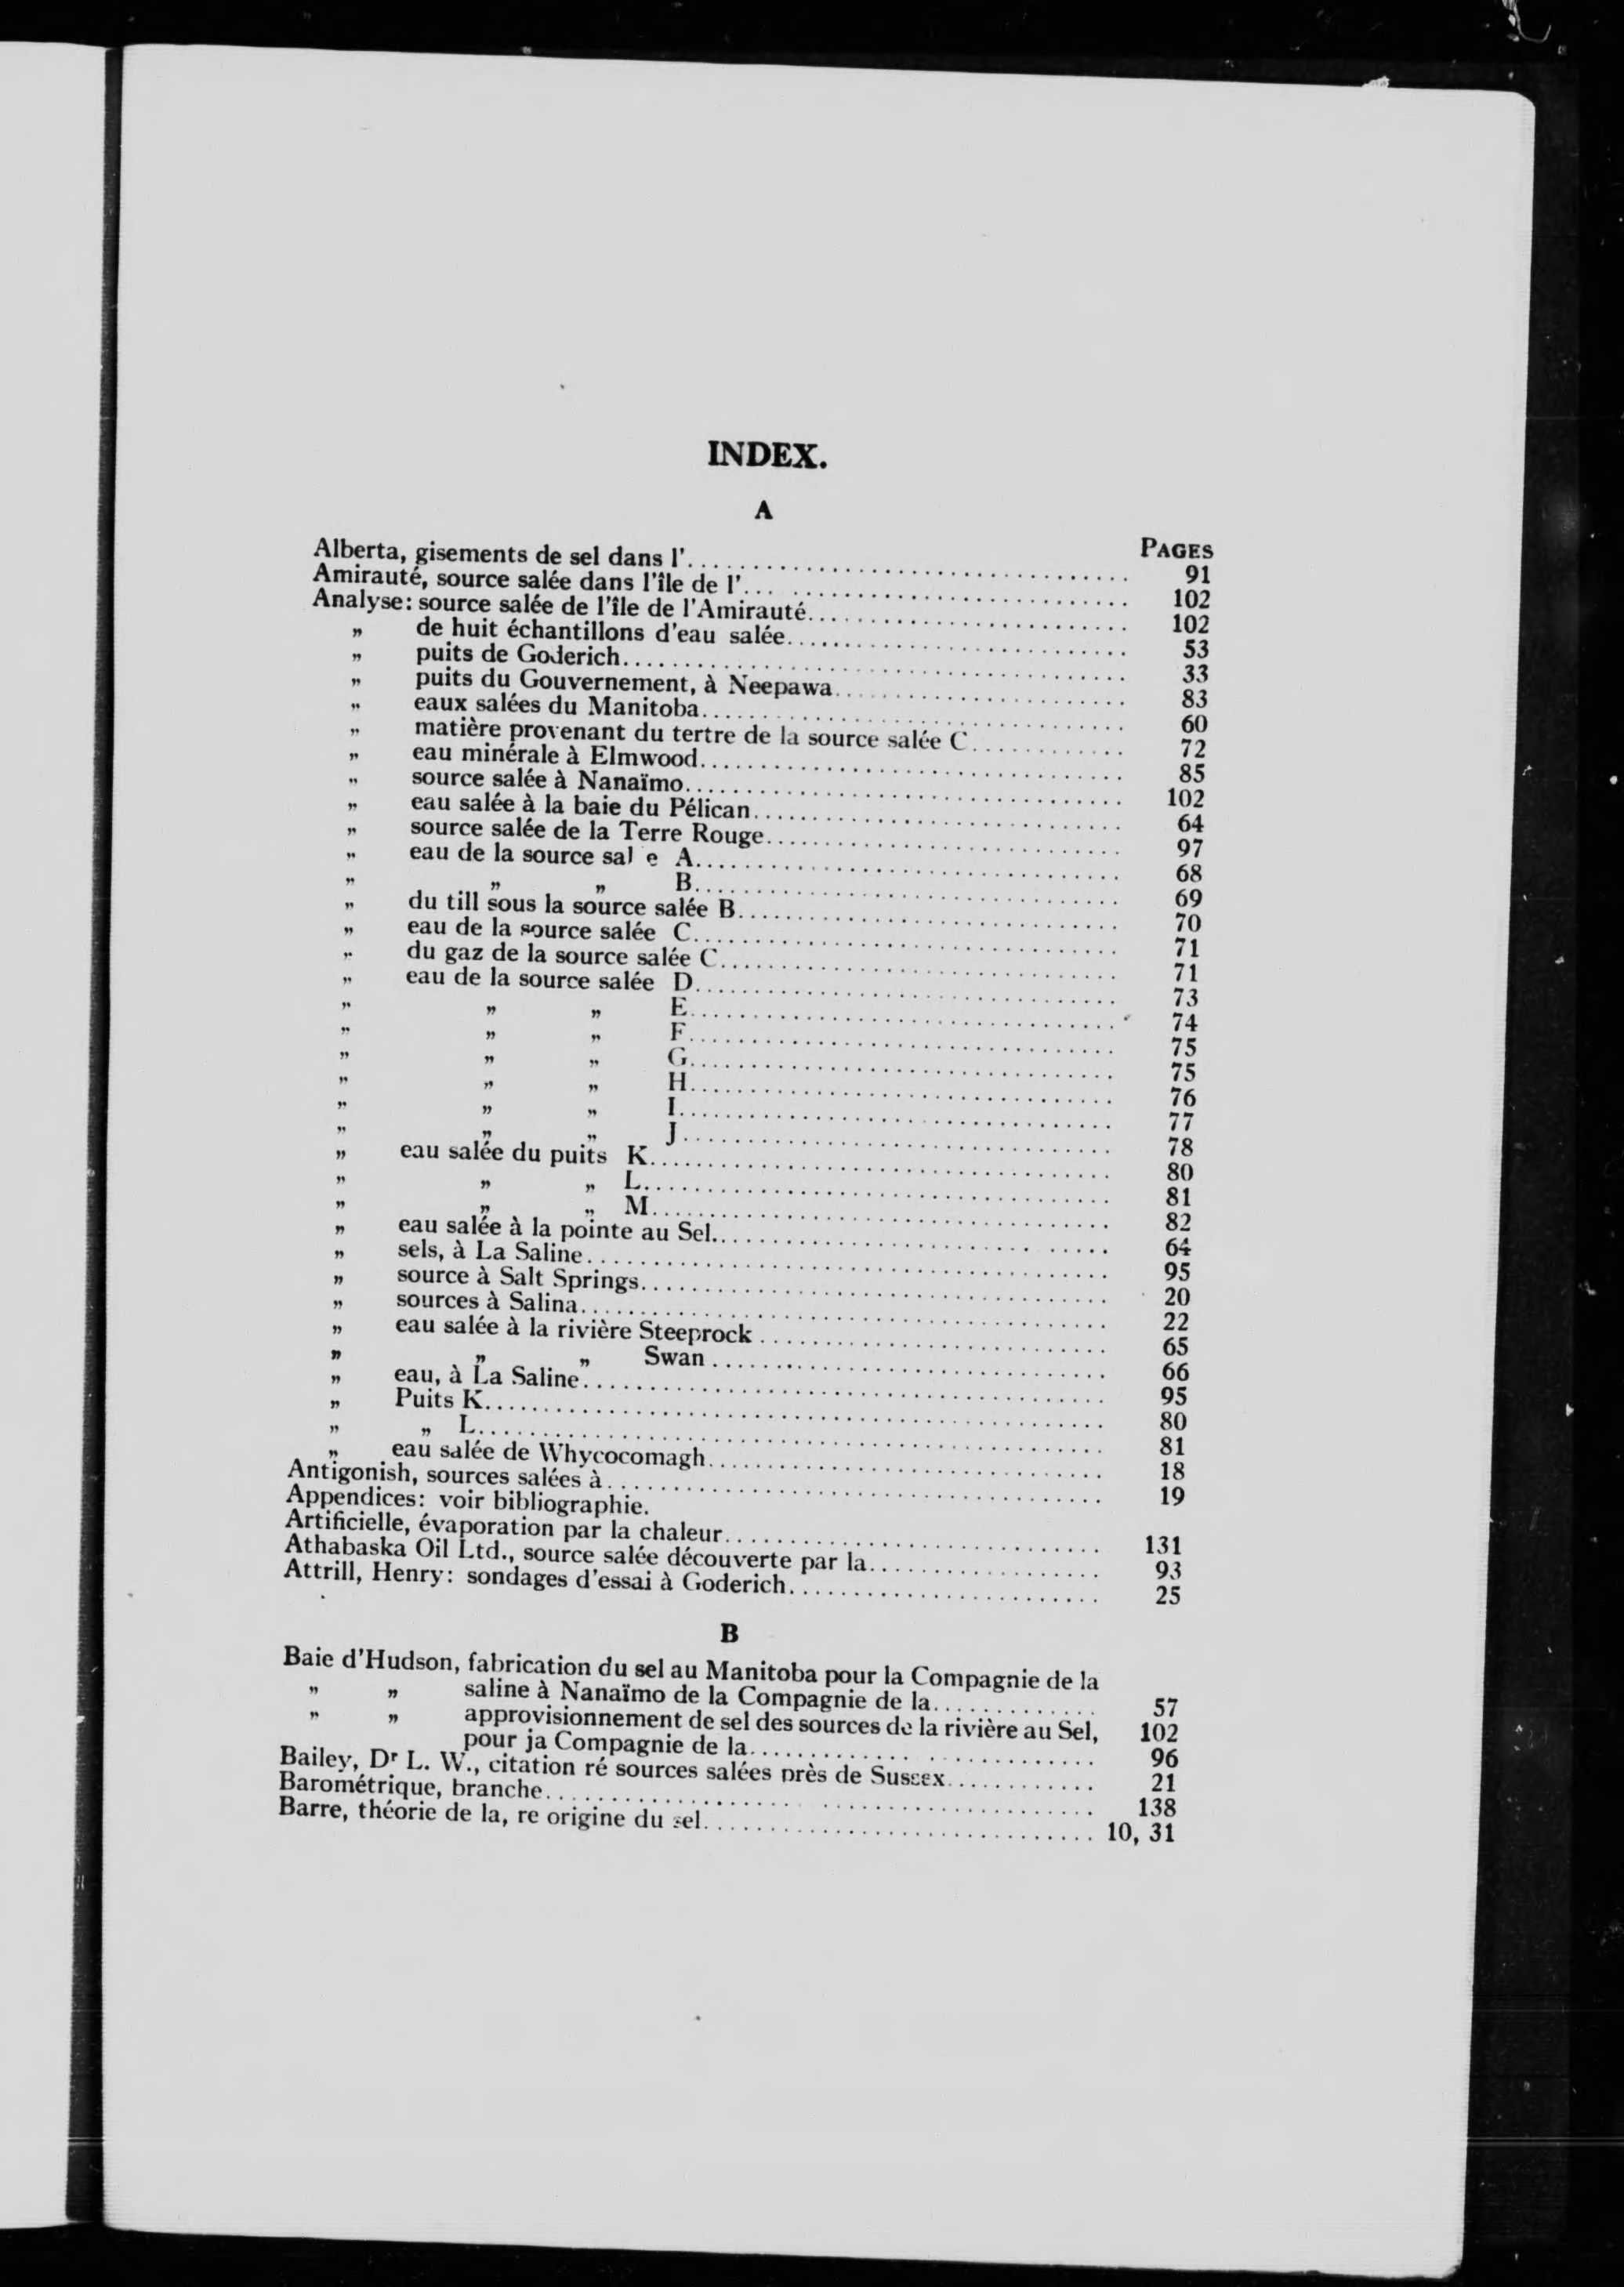 INDEX.
A
PAGES
Alberta, gisements de sel dans l'........ 91
Amirauté, source salée dans l'île de l'........ 102
Analyse: source salée de l'île de l'Amirauté........ 102
„ de huit échantillons d'eau salée........ 53
„ puits de Goderich........ 33
„ puits du Gouvernement, à Neepawa........ 83
„ eaux salées du Manitoba........ 60
„ matière provenant du tertre de la source salée C........ 72
„ eau minérale à Elmwood........ 85
„ source salée à Nanaïmo........ 102
„ eau salée à la baie du Pélican........ 64
„ source salée de la Terre Rouge........ 97
„ eau de la source sal e A........ 68
„ „ „ B........ 69
„ du till sous la source salée B........ 70
„ eau de la source salée C........ 71
„ du gaz de la source salée C........ 71
„ eau de la source salée D........ 73
„ „ „ E........ 74
„ „ „ F........ 75
„ „ „ G........ 75
„ „ „ H........ 76
„ „ „ I........ 77
„ „ „ J........ 78
„ eau salée du puits K........ 80
„ „ „ L........ 81
„ „ „ M........ 82
„ eau salée à la pointe au Sel........ 64
„ sels, à La Saline........ 95
„ source à Salt Springs........ 20
„ sources à Salina........ 22
„ eau salée à la rivière Steeprock........ 65
„ „ „ Swan........ 66
„ eau, à La Saline........ 95
„ Puits K........ 80
„ „ L........ 81
„ eau salée de Whycocomagh........ 18
Antigonish, sources salées à........ 19
Appendices: voir bibliographie.
Artificielle, évaporation par la chaleur........ 131
Athabaska Oil Ltd., source salée découverte par la........ 93
Attrill, Henry: sondages d'essai à Goderich........ 25
B
Baie d'Hudson, fabrication du sel au Manitoba pour la Compagnie de la 57
„ „ saline à Nanaïmo de la Compagnie de la........ 102
„ „ approvisionnement de sel des sources de la rivière au Sel,
pour ja Compagnie de la........ 96
Bailey, Dr L. W., citation ré sources salées près de Sussex........ 21
Barométrique, branche........ 138
Barre, théorie de la, re origine du sel........ 10, 31